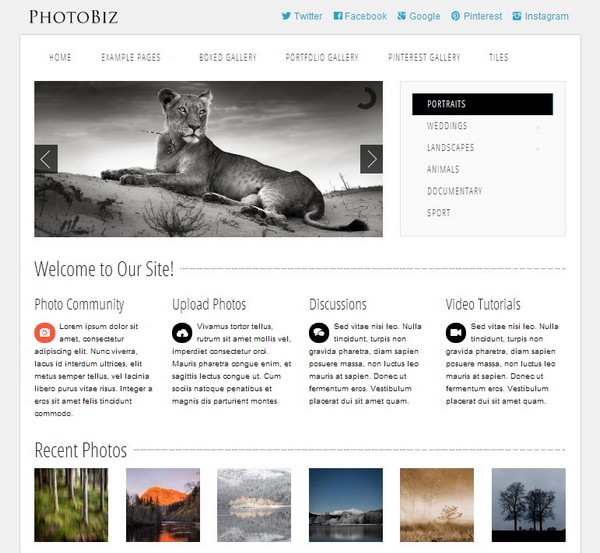 PHOTOBIZ
Twitter Facebook Google Pinterest Instagram
HOME EXAMPLE PAGES BOXED GALLERY PORTFOLIO GALLERY PINTEREST GALLERY TILES
PORTRAITS
WEDDINGS
LANDSCAPES
ANIMALS
DOCUMENTARY
SPORT
Welcome to Our Site!
Photo Community
Lorem ipsum dolor sit
amet, consectetur
adipiscing elit. Nunc viverra,
lacus id interdum ultrices, elit
metus semper tellus, vel lacinia
libero purus vitae risus. Integer a
eros sit amet felis tincidunt
commodo.
Upload Photos
Vivamus tortor tellus,
rutrum sit amet mollis vel,
imperdiet consectetur orci.
Mauris pharetra congue enim, et
sagittis lectus congue ut. Cum
sociis natoque penatibus et
magnis dis parturient montes.
Discussions
Sed vitae nisi leo. Nulla
tincidunt, turpis non
gravida pharetra, diam sapien
posuere massa, non luctus leo
mauris at sapien. Donec ut
fermentum eros. Vestibulum
placerat dui sit amet quam.
Video Tutorials
Sed vitae nisi leo. Nulla
tincidunt, turpis non
gravida pharetra, diam sapien
posuere massa, non luctus leo
mauris at sapien. Donec ut
fermentum eros. Vestibulum
placerat dui sit amet quam.
Recent Photos